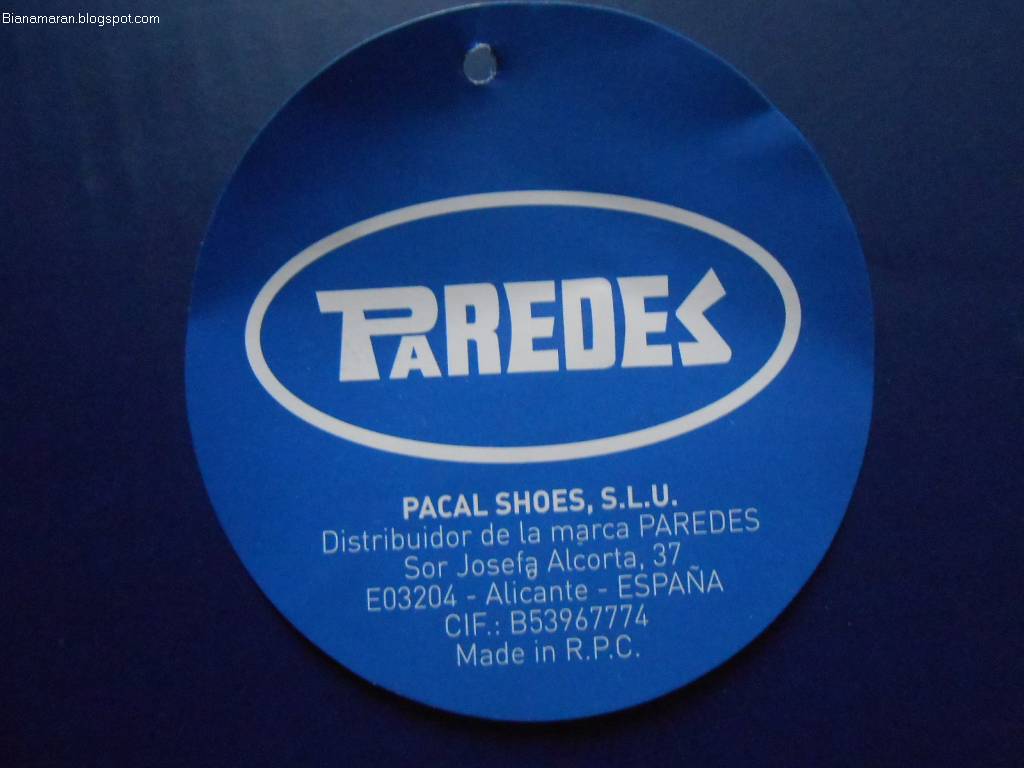 Bianamaran.blogspot.com
PAREDES
PACAL SHOES, S.L.U.
Distribuidor de la marca PAREDES
Sor Josefa Alcorta, 37
E03204 - Alicante - ESPAÑA
CIF.: B53967774
Made in R.P.C.